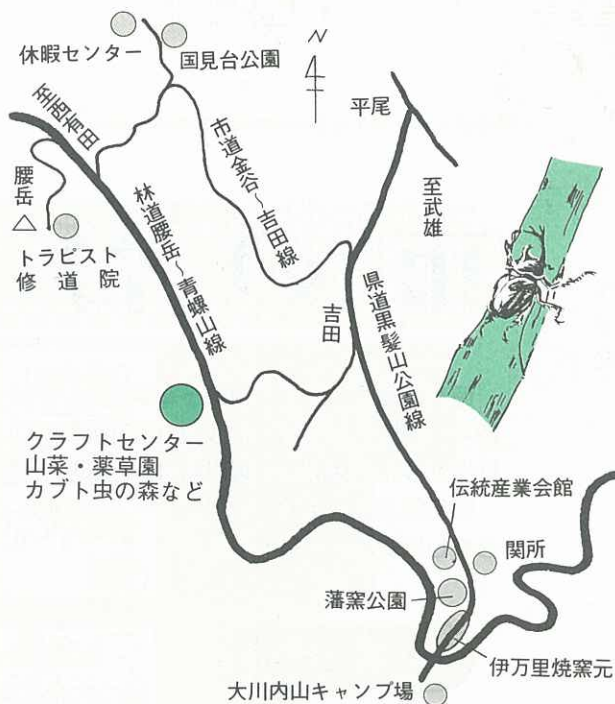 休暇センター
国見台公園
N
平尾
至西有田
腰岳
市道金谷〜吉田線
至武雄
トラピスト
修道院
林道腰岳〜青螺山線
吉田
県道黒髪山公園線
クラフトセンター
山菜・薬草園
カブト虫の森など
伝統産業会館
関所
藩窯公園
伊万里焼窯元
大川内山キャンプ場